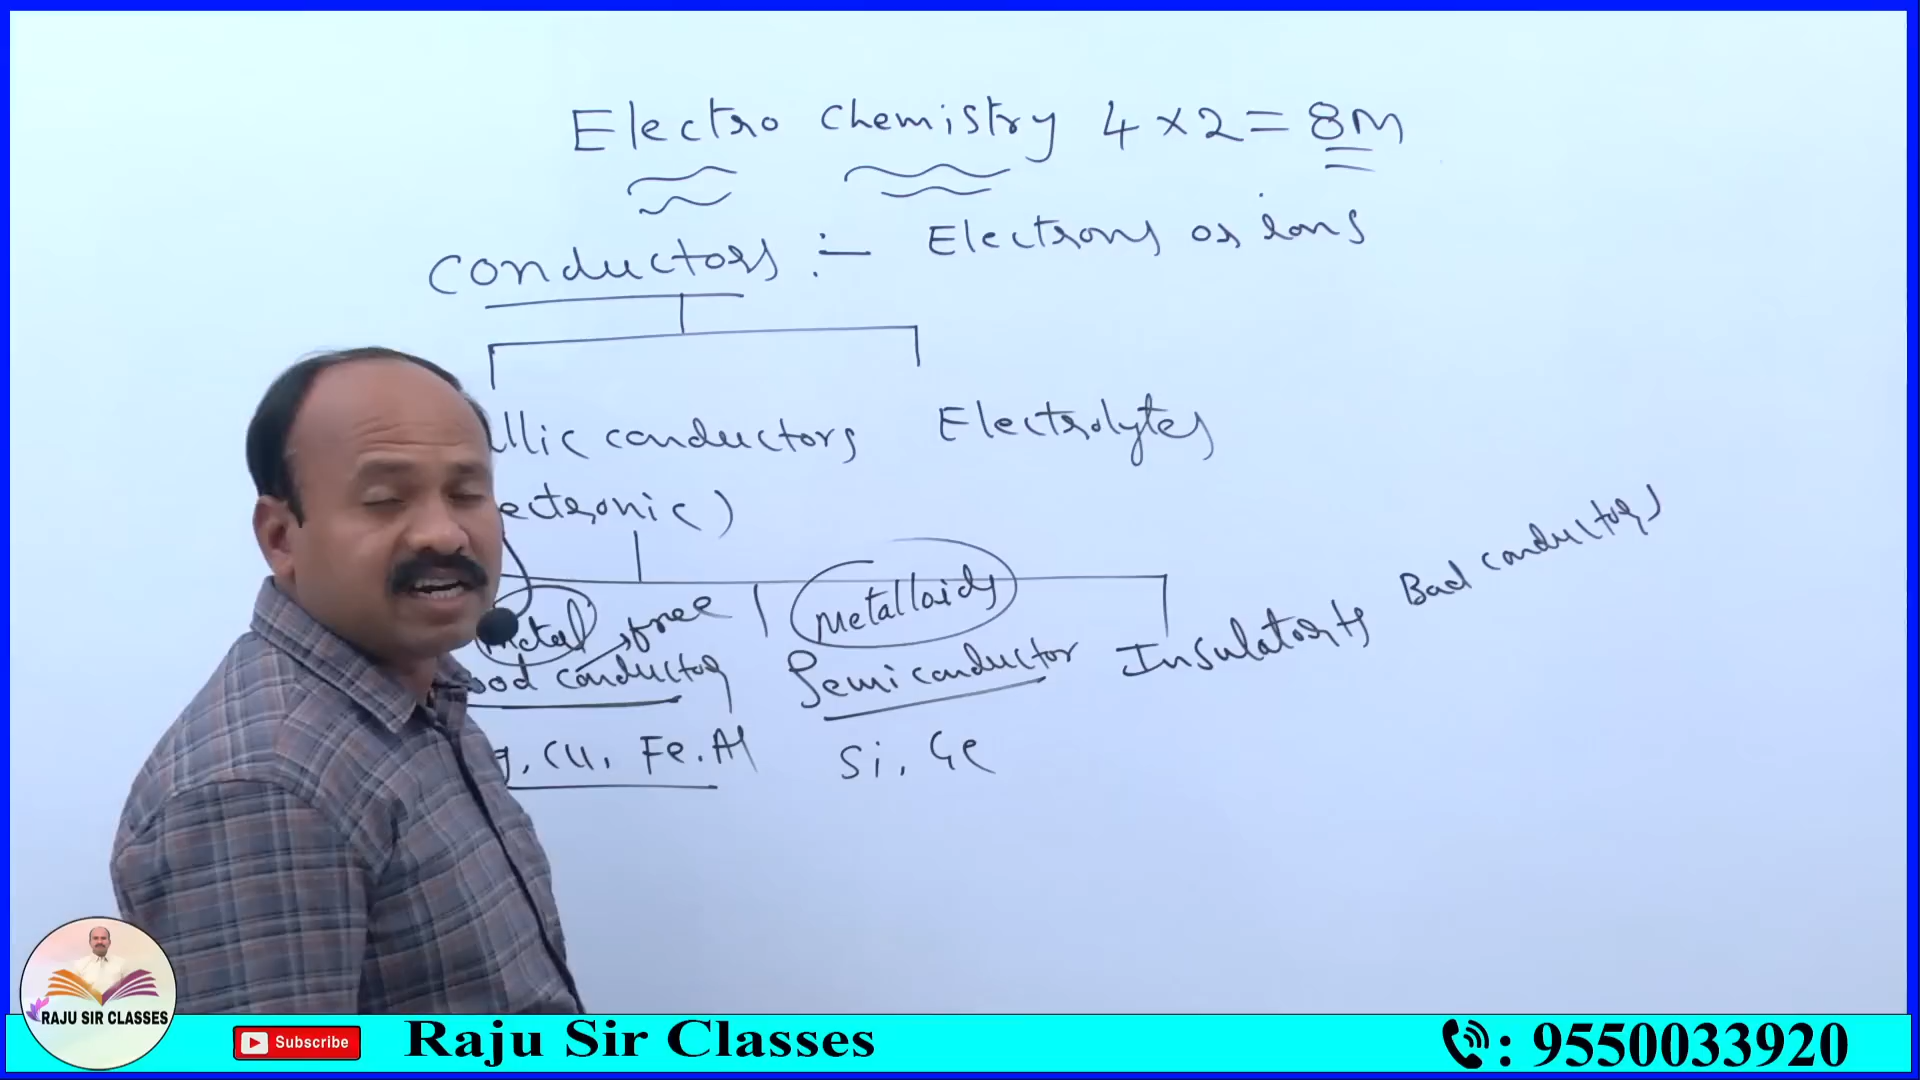 Electro Chemistry 4 × 2 = 8M
Conductors :- Electrons or ions
llic conductors Electrolytes
ectronic)
Bad conductors
metal free metalloids
ood conductor Semiconductor Insulators
g, Cu, Fe, Al Si, Ge
RAJU SIR CLASSES
Subscribe
Raju Sir Classes
: 9550033920